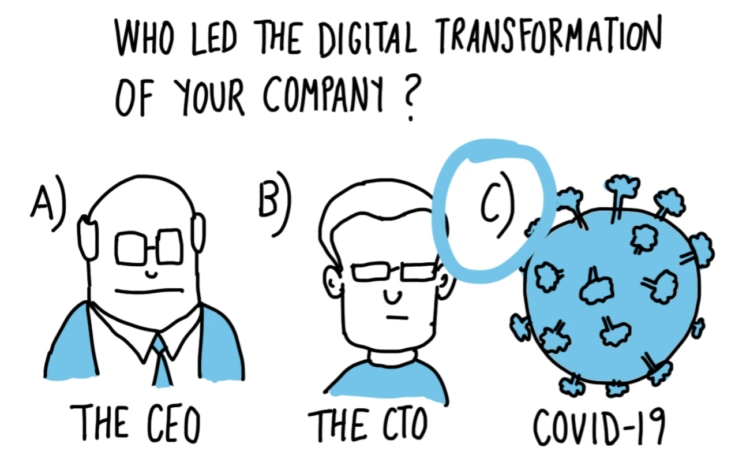 WHO LED THE DIGITAL TRANSFORMATION
OF YOUR COMPANY ?
A)
B)
C)
THE CEO
THE CTO
COVID-19